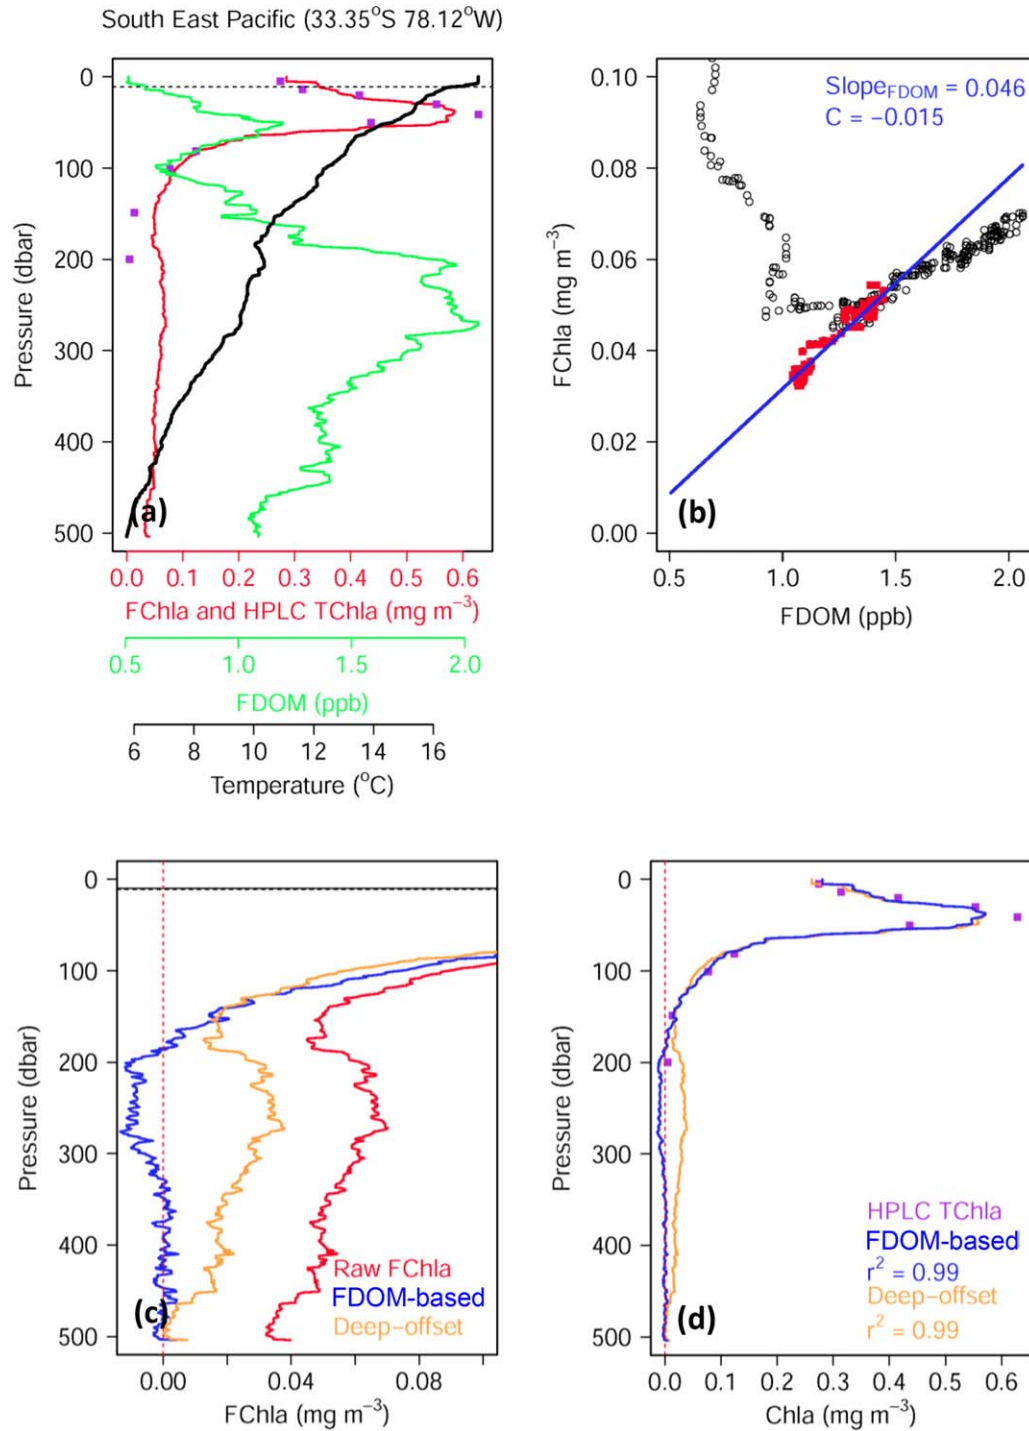 South East Pacific (33.35°S 78.12°W)
0
100
200
300
400
500
Pressure (dbar)
(a)
0.0 0.1 0.2 0.3 0.4 0.5 0.6
FChla and HPLC TChla (mg m⁻³)
0.5 1.0 1.5 2.0
FDOM (ppb)
6 8 10 12 14 16
Temperature (°C)
0.10
0.08
0.06
0.04
0.02
0.00
FChla (mg m⁻³)
Slope_FDOM = 0.046
C = −0.015
(b)
0.5 1.0 1.5 2.0
FDOM (ppb)
0
100
200
300
400
500
Pressure (dbar)
Raw FChla
FDOM-based
Deep−offset
(c)
0.00 0.04 0.08
FChla (mg m⁻³)
0
100
200
300
400
500
Pressure (dbar)
HPLC TChla
FDOM-based
r² = 0.99
Deep−offset
r² = 0.99
(d)
0.0 0.1 0.2 0.3 0.4 0.5 0.6
Chla (mg m⁻³)